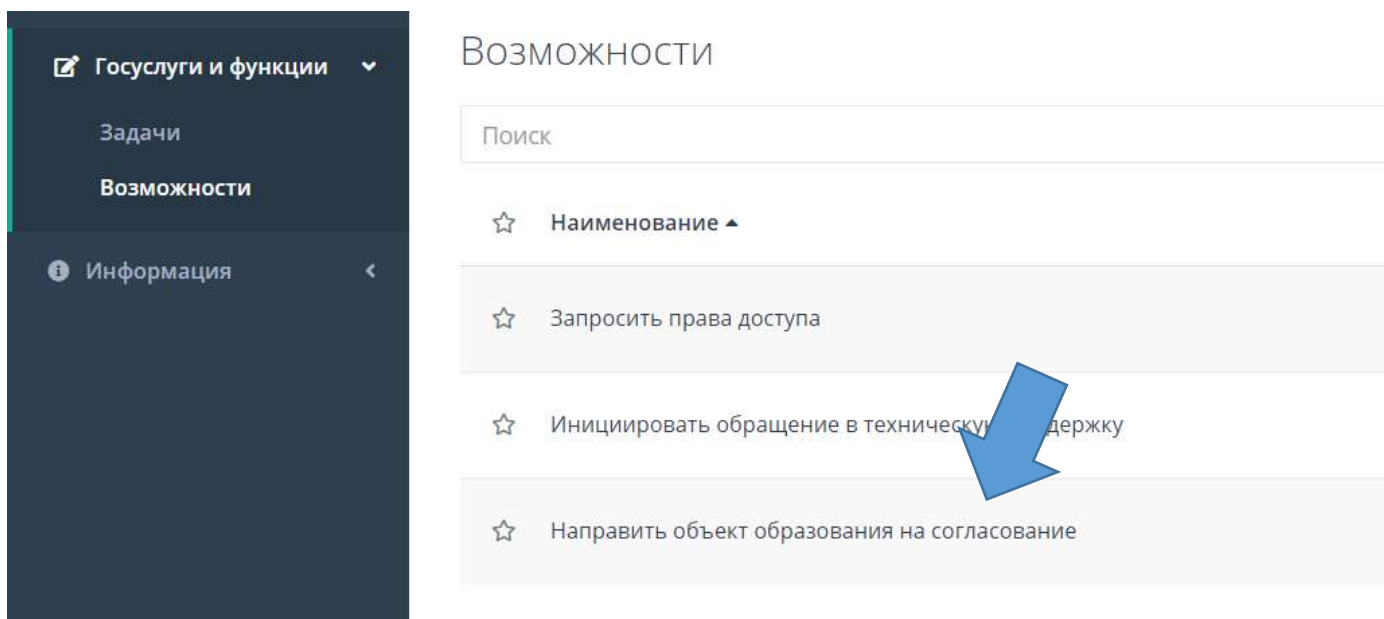 Госуслуги и функции
Задачи
Возможности
Информация
Возможности
Поиск
Наименование
Запросить права доступа
Инициировать обращение в техническую держку
Направить объект образования на согласование